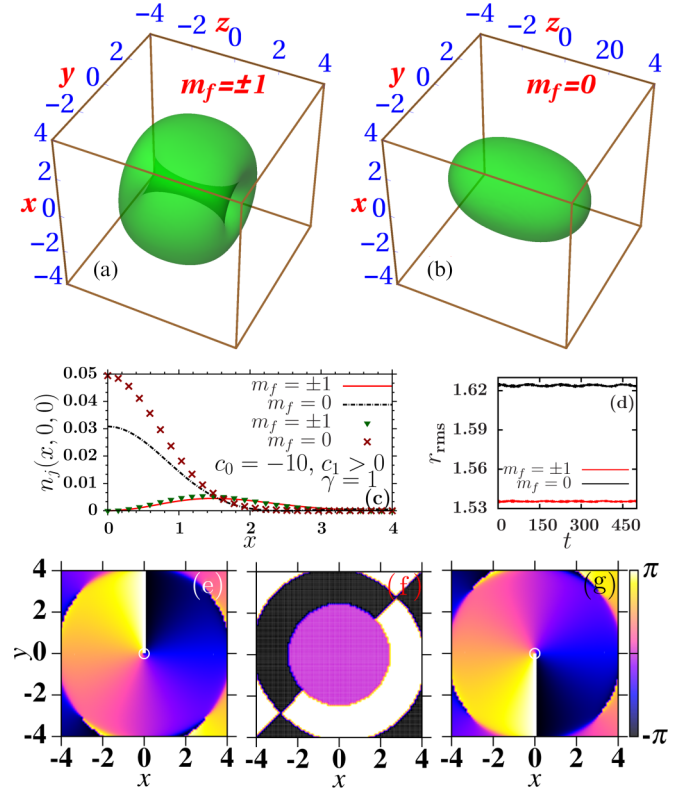 −4 −2 0 2 4
z
y
2 0 −2
m_f=±1
4 2 0 −2 −4
x
(a)
−4 −2 0 20 4
z
y
2 0 −2
m_f=0
4 2 0 −2 −4
x
(b)
n_j(x, 0, 0)
0.05
0.04
0.03
0.02
0.01
0
m_f = ±1
m_f = 0
m_f = ±1
m_f = 0
c_0 = −10, c_1 > 0
γ = 1
(c)
0 1 2 3 4
x
r_rms
1.62
1.59
1.56
1.53
(d)
m_f = ±1
m_f = 0
0 150 300 450
t
y
4
2
0
−2
−4
(e)
(f)
(g)
π
−π
−4 −2 0 2 4
x
−4 −2 0 2 4
x
−4 −2 0 2 4
x